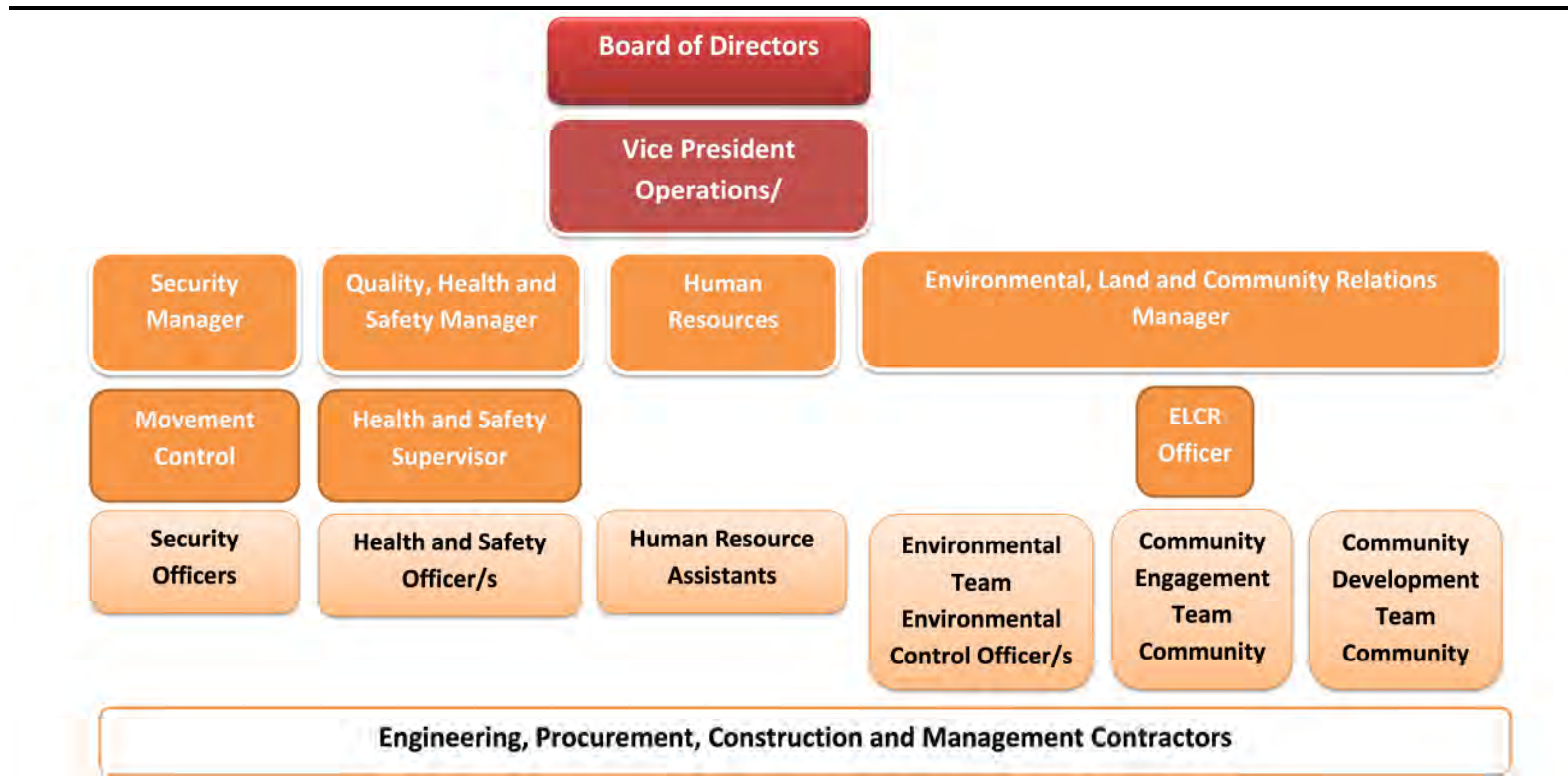 Board of Directors
Vice President
Operations/
Security
Manager
Quality, Health and
Safety Manager
Human
Resources
Environmental, Land and Community Relations
Manager
Movement
Control
Health and Safety
Supervisor
ELCR
Officer
Security
Officers
Health and Safety
Officer/s
Human Resource
Assistants
Environmental
Team
Environmental
Control Officer/s
Community
Engagement
Team
Community
Community
Development
Team
Community
Engineering, Procurement, Construction and Management Contractors